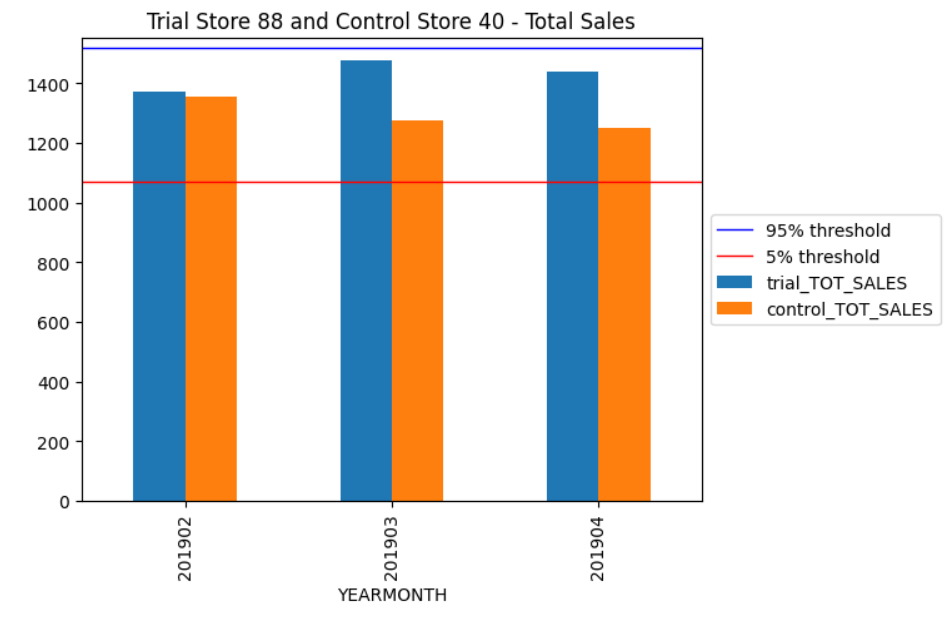 Trial Store 88 and Control Store 40 - Total Sales
1400
1200
1000
800
600
400
200
0
201902
201903
201904
YEARMONTH
95% threshold
5% threshold
trial_TOT_SALES
control_TOT_SALES